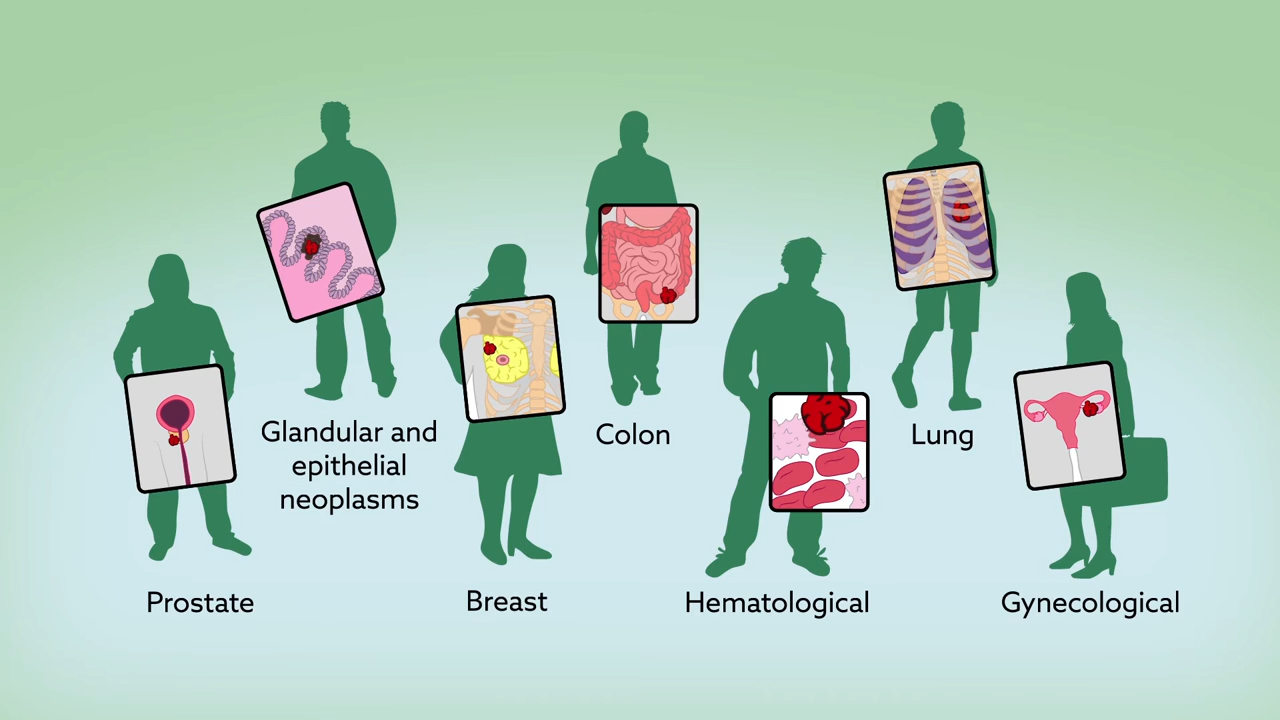 Glandular and
epithelial
neoplasms
Colon
Lung
Prostate
Breast
Hematological
Gynecological